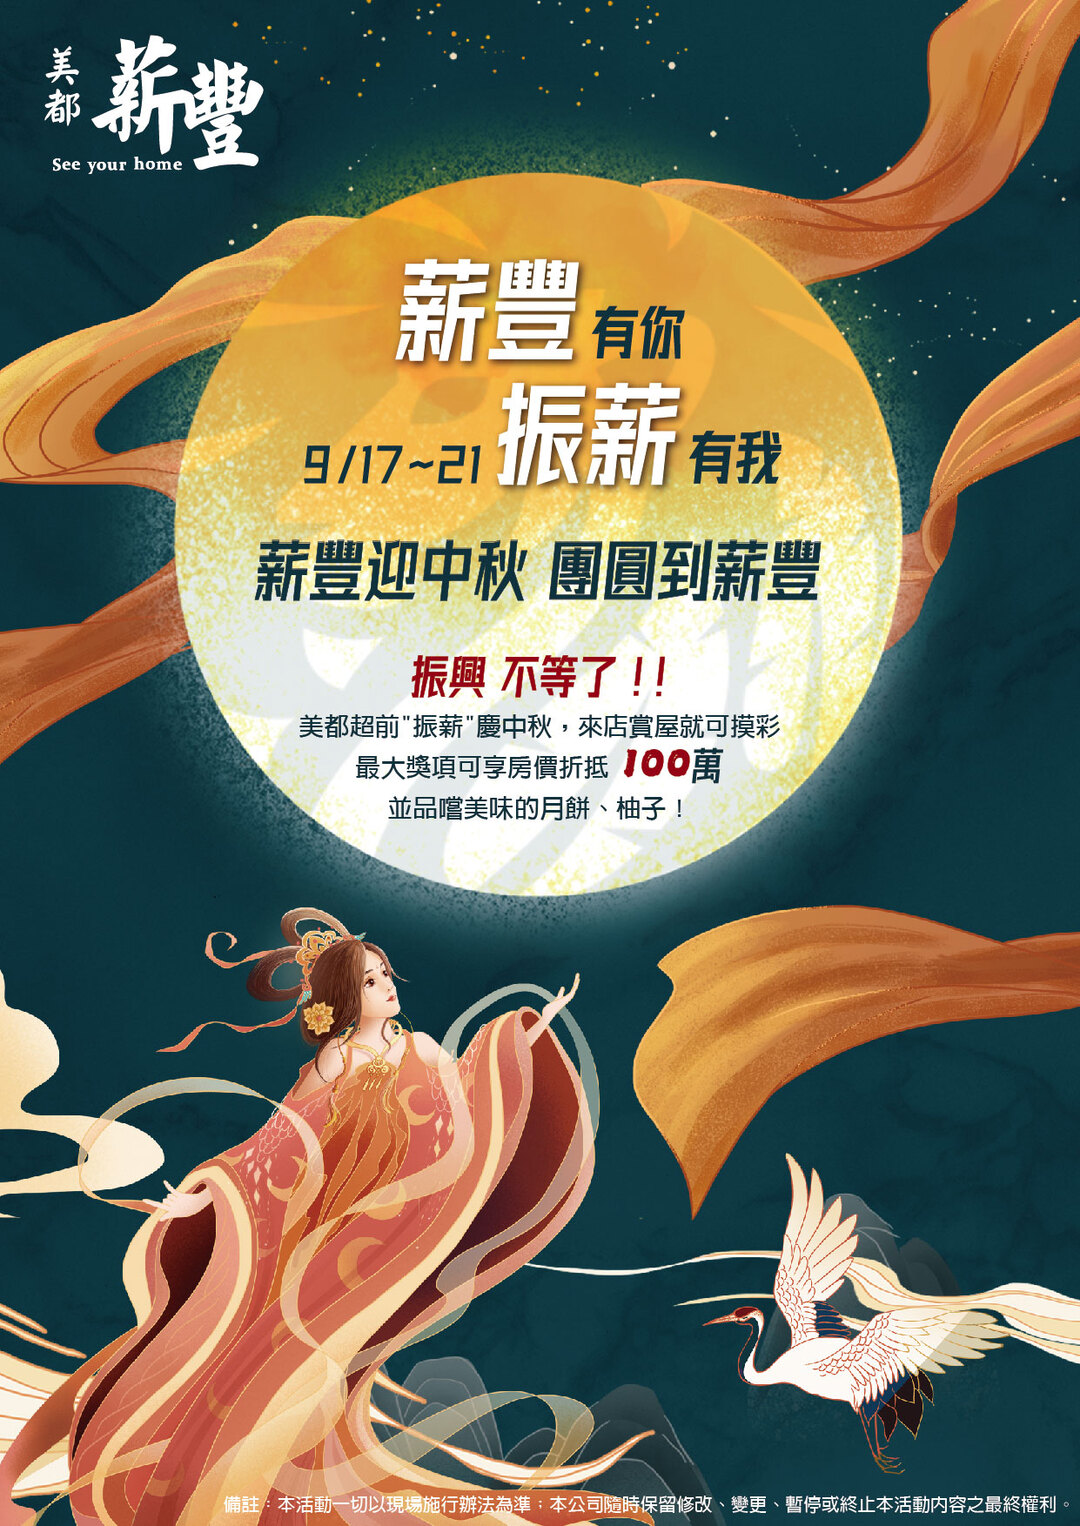 美都
薪豐
See your home
薪豐 有你
9/17~21 振薪 有我
薪豐迎中秋 團圓到薪豐
振興 不等了!!
美都超前"振薪"慶中秋，來店賞屋就可摸彩
最大獎項可享房價折抵 100萬
並品嚐美味的月餅、柚子!
備註：本活動一切以現場施行辦法為準；本公司隨時保留修改、變更、暫停或終止本活動內容之最終權利。